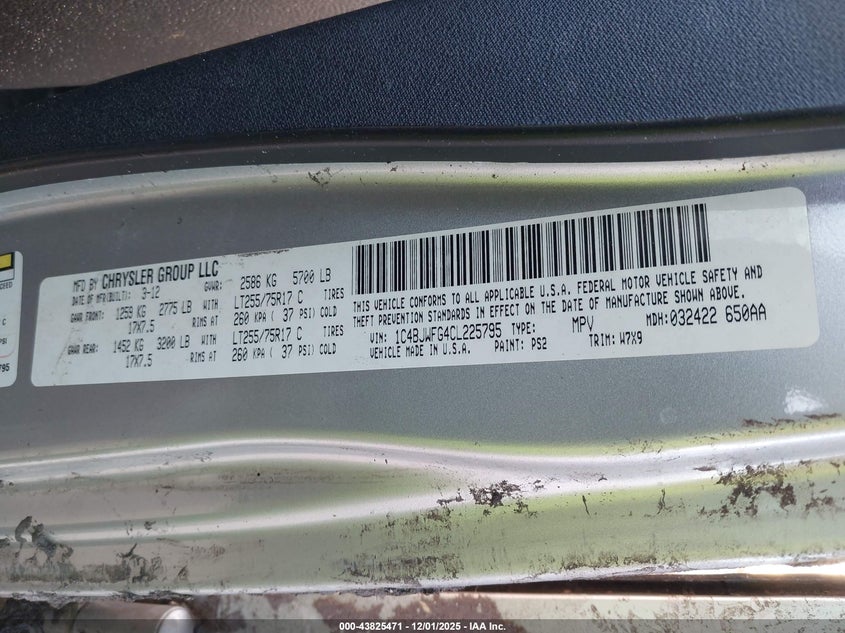 MFD BY CHRYSLER GROUP LLC
DATE OF MFR(BUILT): 3-12 GVWR: 2586 KG 5700 LB
GAWR FRONT: 1259 KG 2775 LB WITH LT255/75R17 C TIRES
17X7.5 RIMS AT 260 KPA ( 37 PSI) COLD
GAWR REAR: 1452 KG 3200 LB WITH LT255/75R17 C TIRES
17X7.5 RIMS AT 260 KPA ( 37 PSI) COLD
THIS VEHICLE CONFORMS TO ALL APPLICABLE U.S.A. FEDERAL MOTOR VEHICLE SAFETY AND
THEFT PREVENTION STANDARDS IN EFFECT ON THE DATE OF MANUFACTURE SHOWN ABOVE.
VIN: 1C4BJWFG4CL225795 TYPE: MPV MDH: 032422 650AA
VEHICLE MADE IN U.S.A. PAINT: PS2 TRIM: W7X9
C
PSI
795
000-43825471 - 12/01/2025 - IAA Inc.